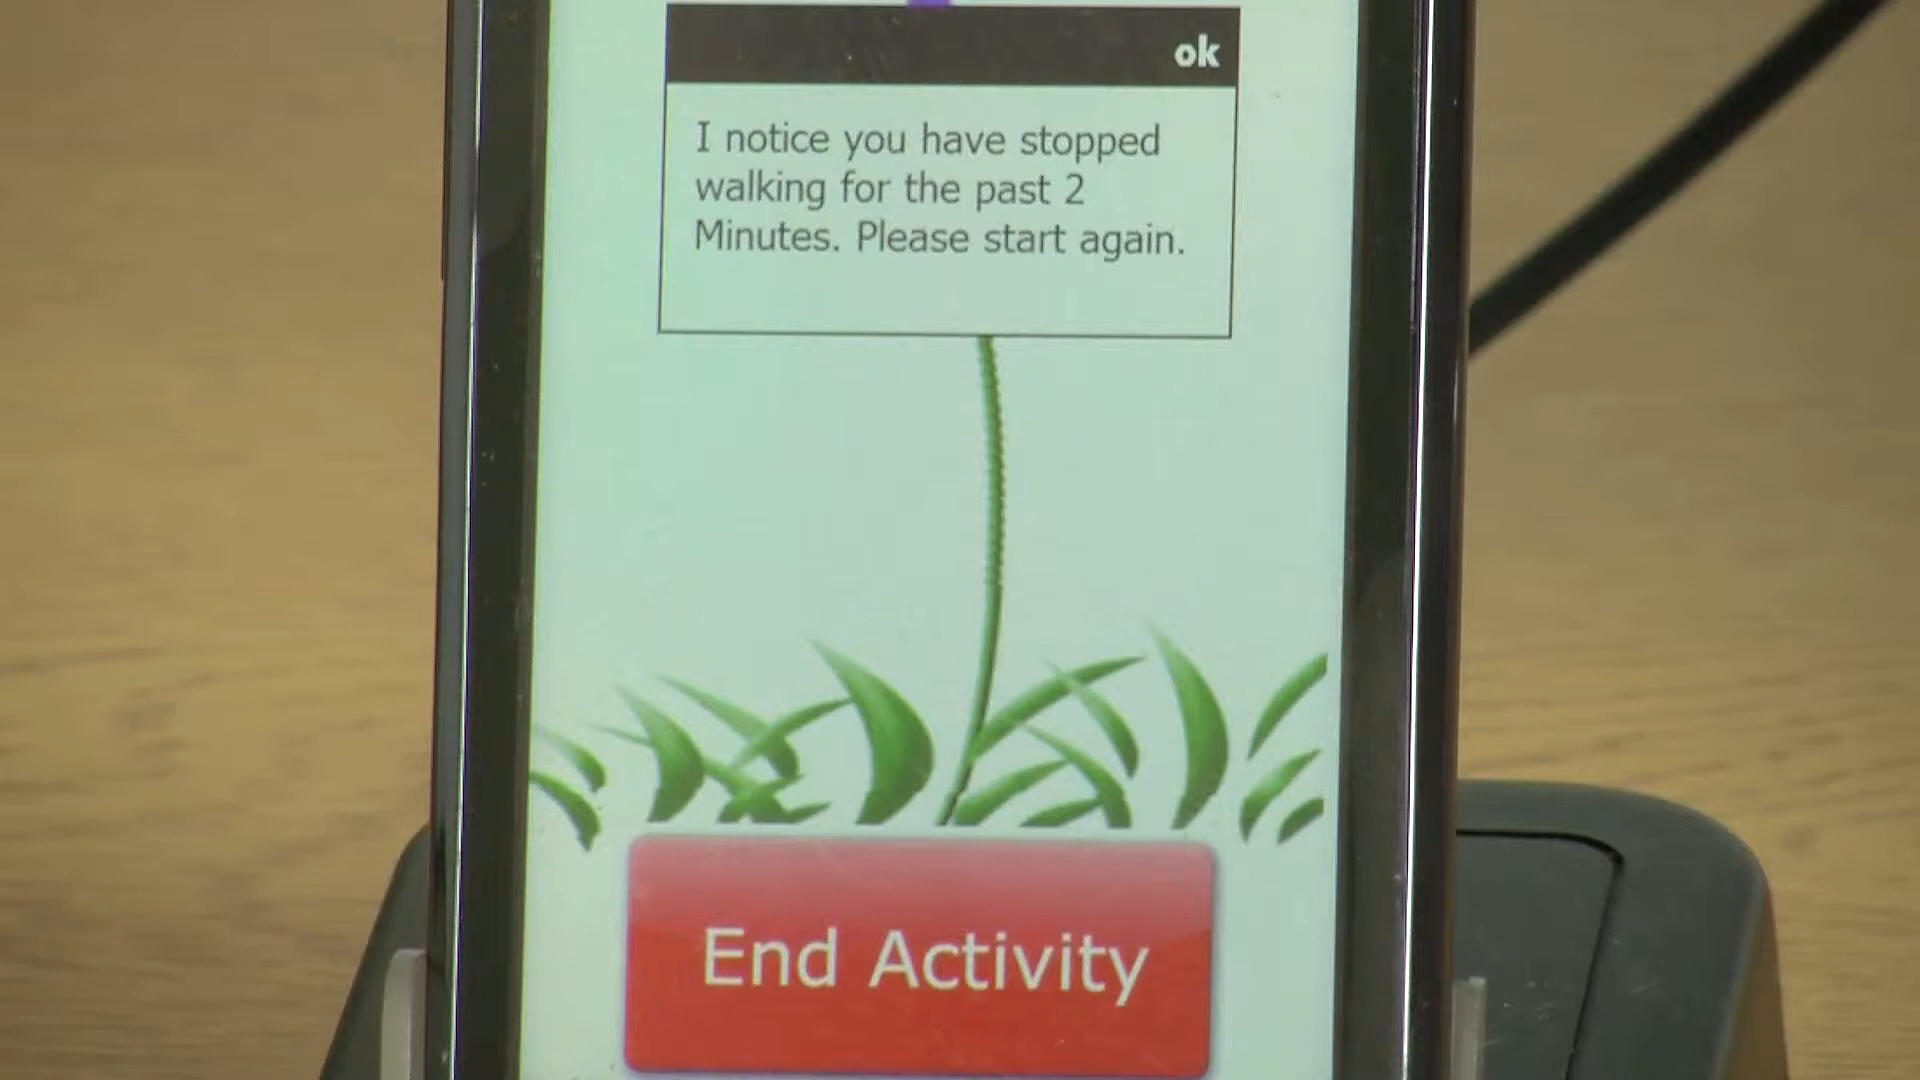 ok
I notice you have stopped
walking for the past 2
Minutes. Please start again.
End Activity